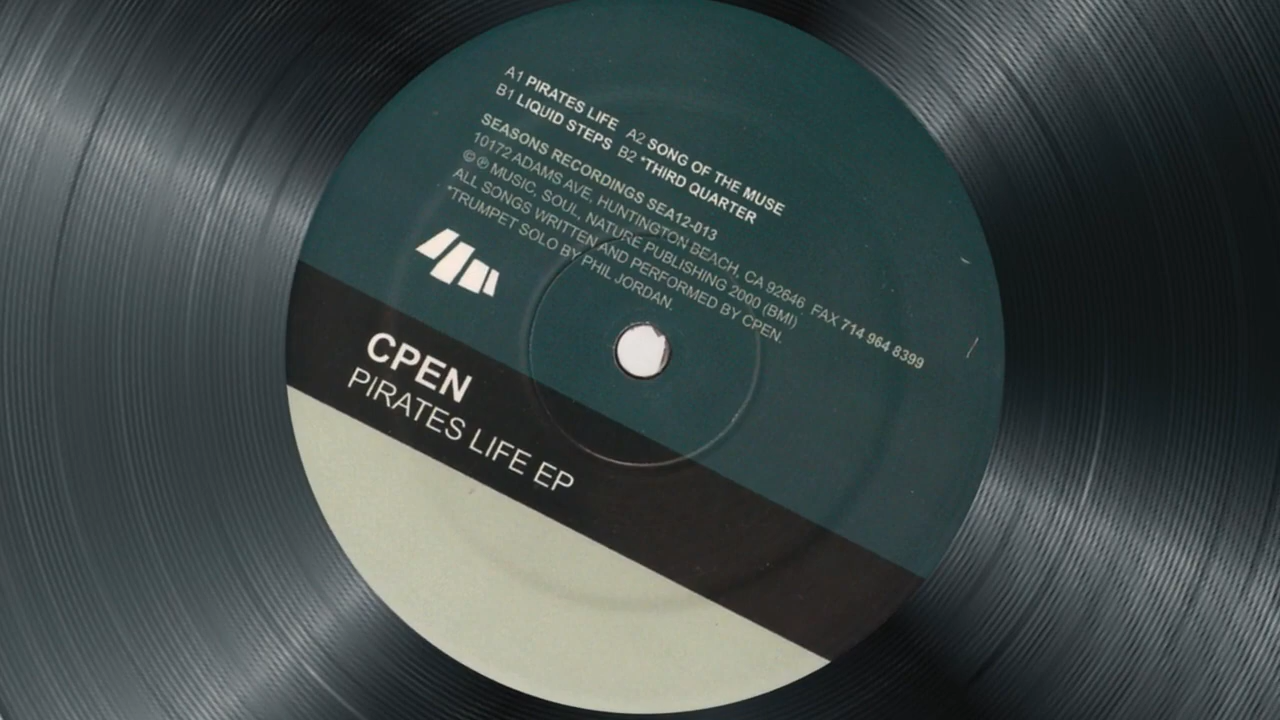 A1 PIRATES LIFE A2 SONG OF THE MUSE
B1 LIQUID STEPS B2 *THIRD QUARTER
SEASONS RECORDINGS SEA12-013
10172 ADAMS AVE, HUNTINGTON BEACH, CA 92646 FAX 714 964 8399
©℗ MUSIC, SOUL, NATURE PUBLISHING 2000 (BMI)
ALL SONGS WRITTEN AND PERFORMED BY CPEN.
*TRUMPET SOLO BY PHIL JORDAN.
CPEN
PIRATES LIFE EP